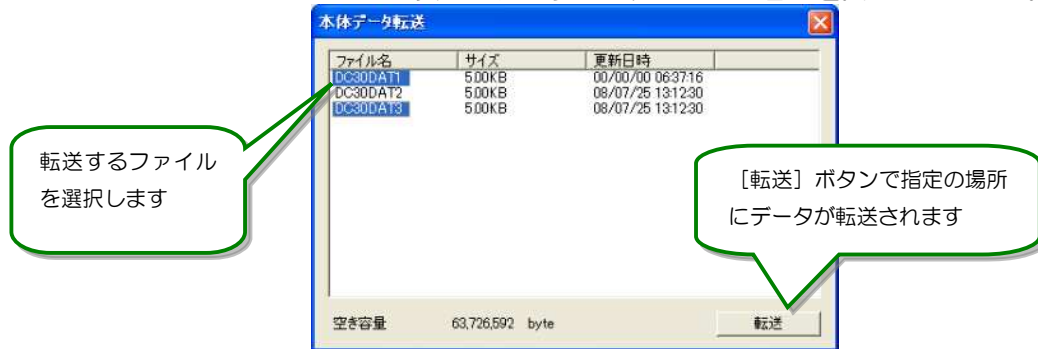 本体データ転送
ファイル名 サイズ 更新日時
DC30DAT1 5.00KB 00/00/00 06:37:16
DC30DAT2 5.00KB 08/07/25 13:12:30
DC30DAT3 5.00KB 08/07/25 13:12:30
転送するファイル
を選択します
［転送］ボタンで指定の場所
にデータが転送されます
空き容量 63,726,592 byte 転送